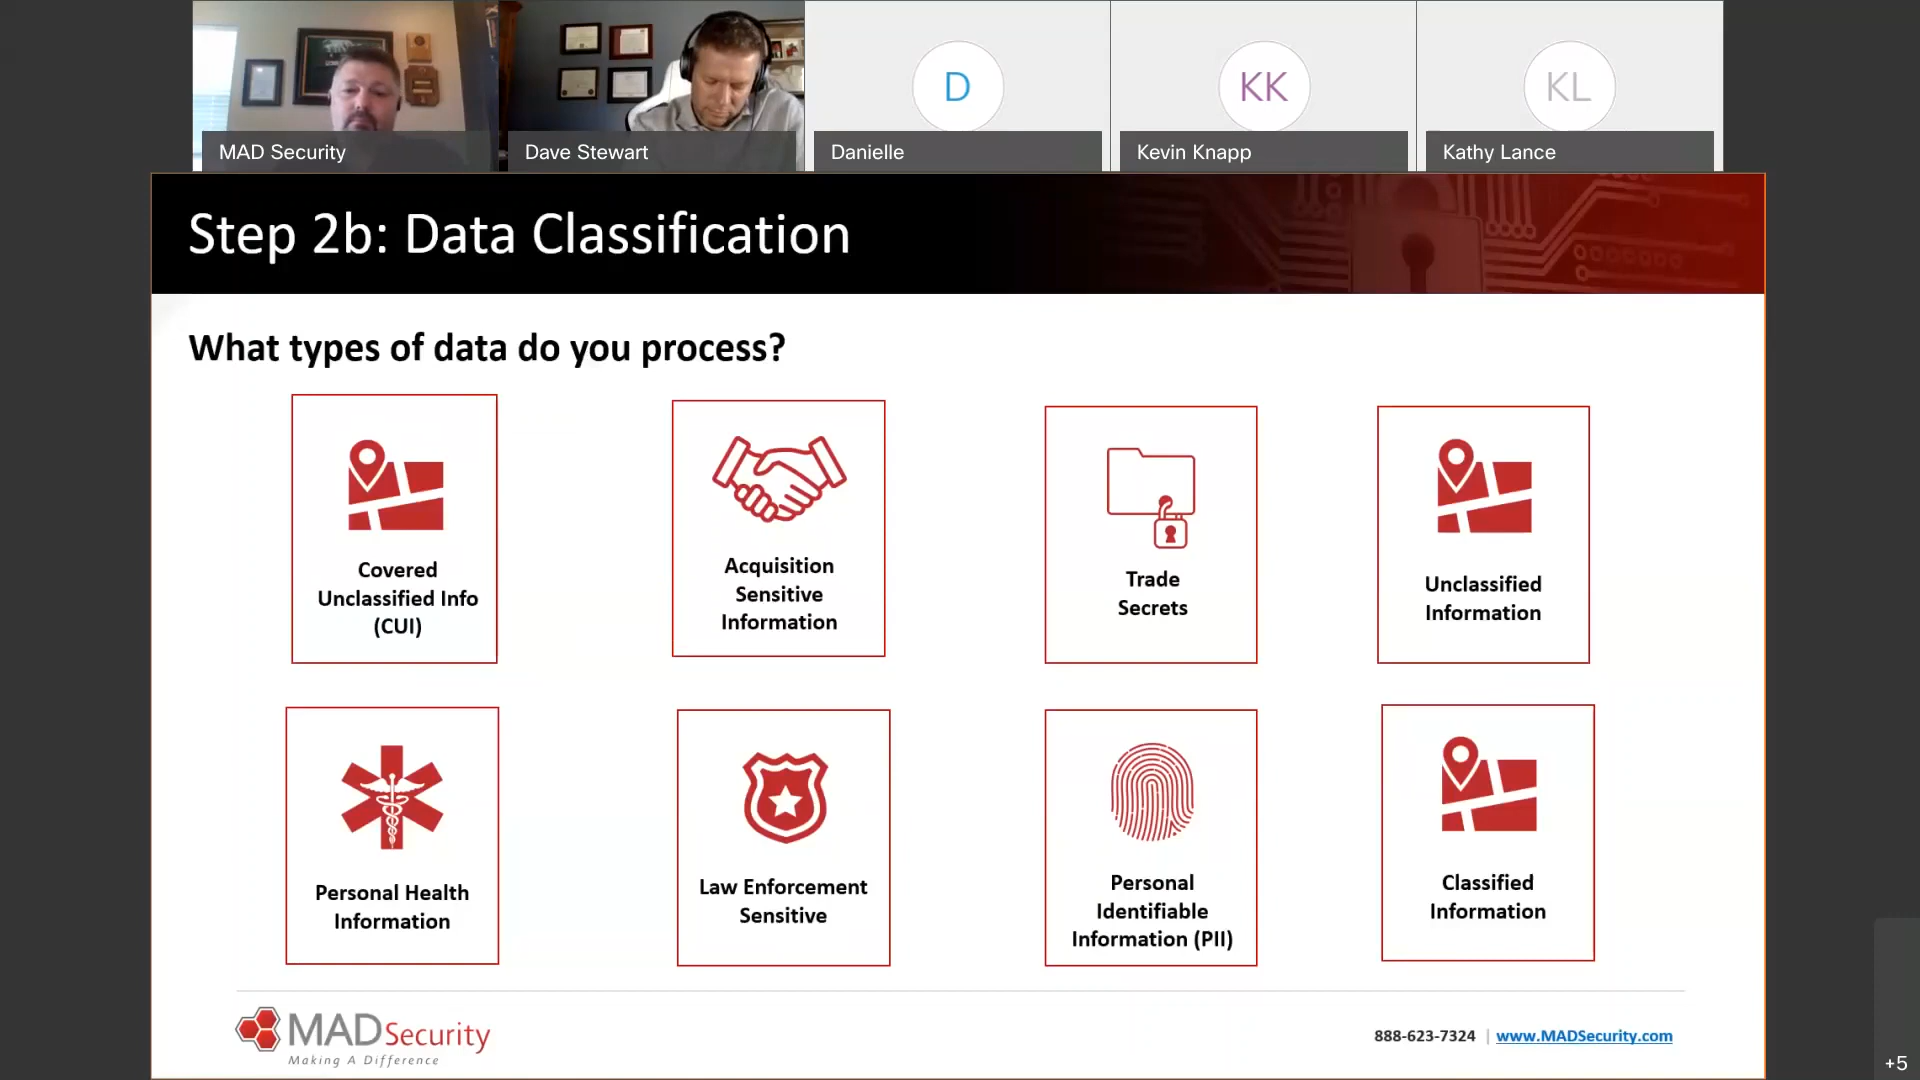 D
KK
KL
MAD Security
Dave Stewart
Danielle
Kevin Knapp
Kathy Lance
Step 2b: Data Classification
What types of data do you process?
Covered
Unclassified Info
(CUI)
Acquisition
Sensitive
Information
Trade
Secrets
Unclassified
Information
Personal Health
Information
Law Enforcement
Sensitive
Personal
Identifiable
Information (PII)
Classified
Information
MAD Security
Making A Difference
888-623-7324 | www.MADSecurity.com
+5